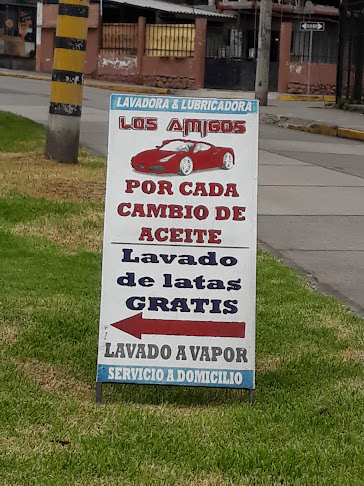 LAVADORA & LUBRICADORA
LOS AMIGOS
POR CADA
CAMBIO DE
ACEITE
Lavado
de latas
GRATIS
LAVADO A VAPOR
SERVICIO A DOMICILIO